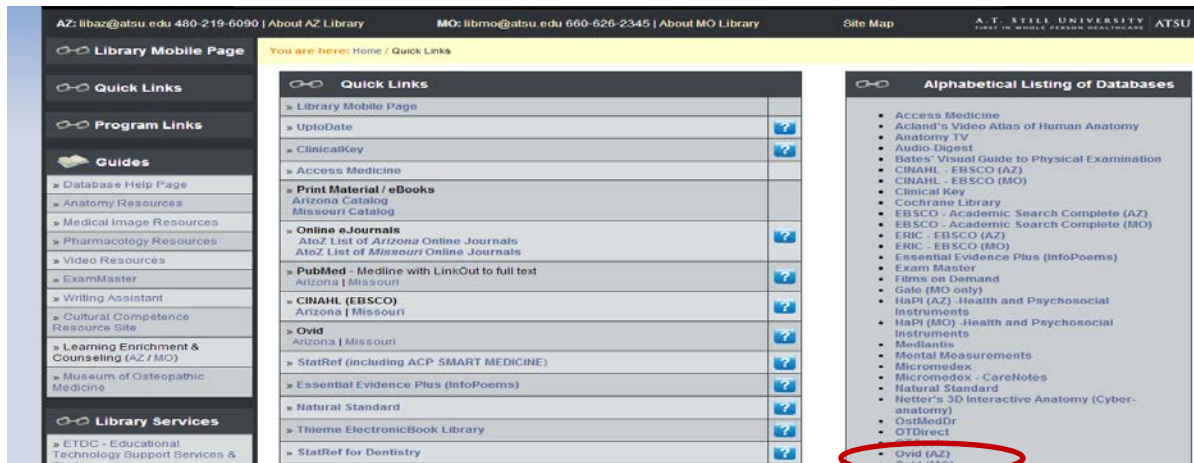 AZ: libaz@atsu.edu 480-219-6090 | About AZ Library
MO: libmo@atsu.edu 660-626-2345 | About MO Library
Site Map
A.T. STILL UNIVERSITY ATSU
FIRST IN WHOLE PERSON HEALTHCARE
Library Mobile Page
Quick Links
Program Links
Guides
» Database Help Page
» Anatomy Resources
» Medical Image Resources
» Pharmacology Resources
» Video Resources
» ExamMaster
» Writing Assistant
» Cultural Competence
Resource Site
» Learning Enrichment &
Counseling (AZ / MO)
» Museum of Osteopathic
Medicine
Library Services
» ETDC - Educational
Technology Support Services &
You are here: Home / Quick Links
Quick Links
» Library Mobile Page
» UptoDate ?
» ClinicalKey ?
» Access Medicine
» Print Material / eBooks
Arizona Catalog
Missouri Catalog
» Online eJournals ?
AtoZ List of Arizona Online Journals
AtoZ List of Missouri Online Journals
» PubMed - Medline with LinkOut to full text ?
Arizona | Missouri
» CINAHL (EBSCO) ?
Arizona | Missouri
» Ovid ?
Arizona | Missouri
» StatRef (including ACP SMART MEDICINE) ?
» Essential Evidence Plus (InfoPoems) ?
» Natural Standard ?
» Thieme ElectronicBook Library ?
» StatRef for Dentistry ?
Alphabetical Listing of Databases
• Access Medicine
• Acland's Video Atlas of Human Anatomy
• Anatomy TV
• Audio-Digest
• Bates' Visual Guide to Physical Examination
• CINAHL - EBSCO (AZ)
• CINAHL - EBSCO (MO)
• Clinical Key
• Cochrane Library
• EBSCO - Academic Search Complete (AZ)
• EBSCO - Academic Search Complete (MO)
• ERIC - EBSCO (AZ)
• ERIC - EBSCO (MO)
• Essential Evidence Plus (InfoPoems)
• Exam Master
• Films on Demand
• Gale (MO only)
• HaPI (AZ) -Health and Psychosocial
Instruments
• HaPI (MO) -Health and Psychosocial
Instruments
• Medlantis
• Mental Measurements
• Micromedex
• Micromedex - CareNotes
• Natural Standard
• Netter's 3D Interactive Anatomy (Cyber-
anatomy)
• OstMedDr
• OTDirect
• Ovid (AZ)